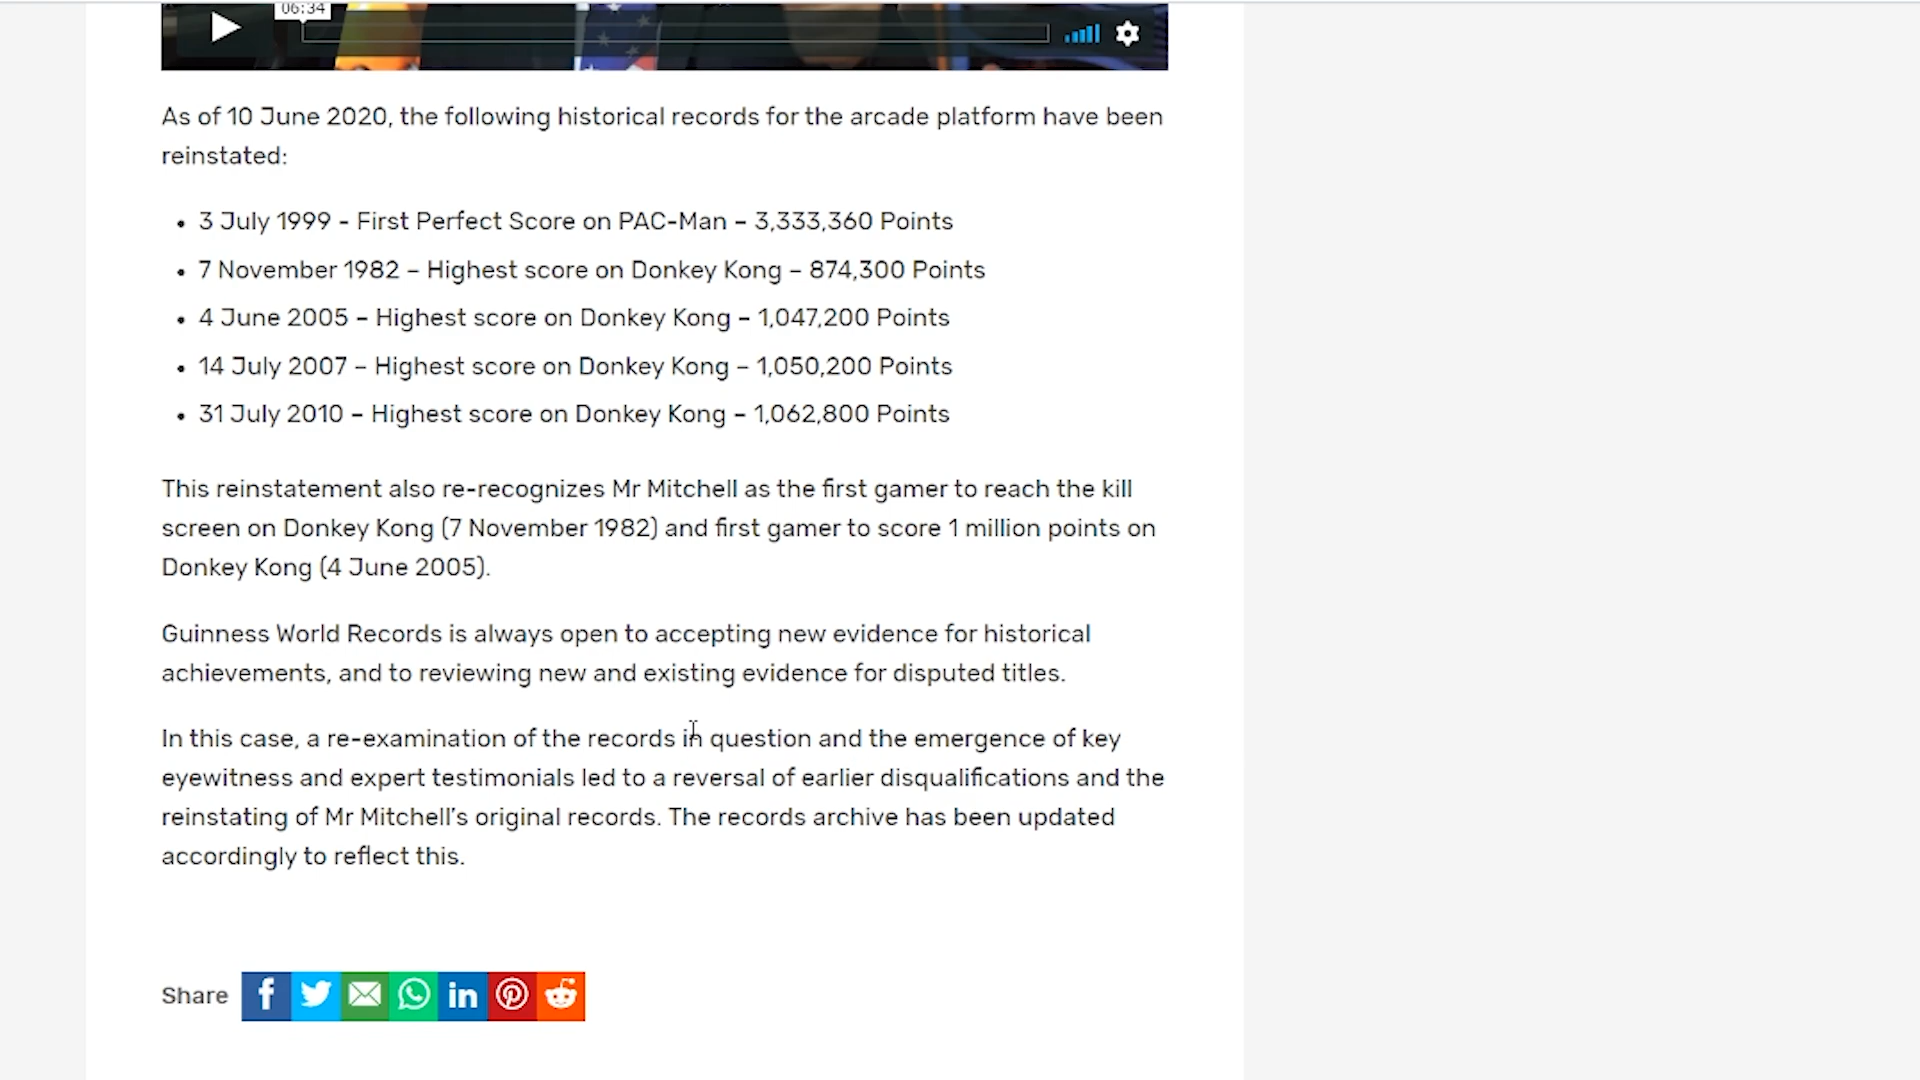 06:34
As of 10 June 2020, the following historical records for the arcade platform have been
reinstated:
• 3 July 1999 - First Perfect Score on PAC-Man – 3,333,360 Points
• 7 November 1982 – Highest score on Donkey Kong – 874,300 Points
• 4 June 2005 – Highest score on Donkey Kong – 1,047,200 Points
• 14 July 2007 – Highest score on Donkey Kong – 1,050,200 Points
• 31 July 2010 – Highest score on Donkey Kong – 1,062,800 Points
This reinstatement also re-recognizes Mr Mitchell as the first gamer to reach the kill
screen on Donkey Kong (7 November 1982) and first gamer to score 1 million points on
Donkey Kong (4 June 2005).
Guinness World Records is always open to accepting new evidence for historical
achievements, and to reviewing new and existing evidence for disputed titles.
In this case, a re-examination of the records in question and the emergence of key
eyewitness and expert testimonials led to a reversal of earlier disqualifications and the
reinstating of Mr Mitchell’s original records. The records archive has been updated
accordingly to reflect this.
Share